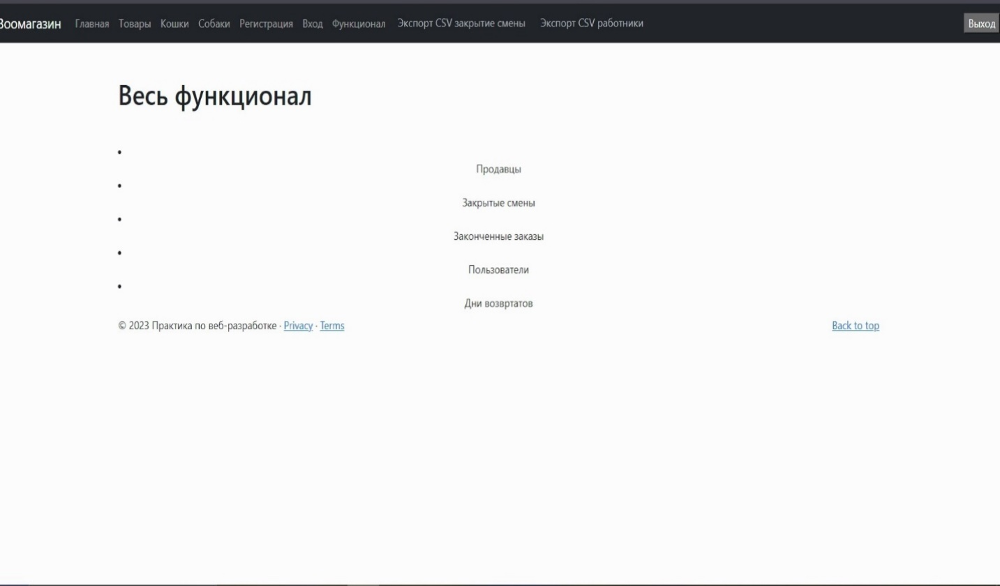 Зоомагазин Главная Товары Кошки Собаки Регистрация Вход Функционал Экспорт CSV закрытие смены Экспорт CSV работники Выход
Весь функционал
Продавцы
Закрытые смены
Законченные заказы
Пользователи
Дни возвртатов
© 2023 Практика по веб-разработке · Privacy · Terms Back to top